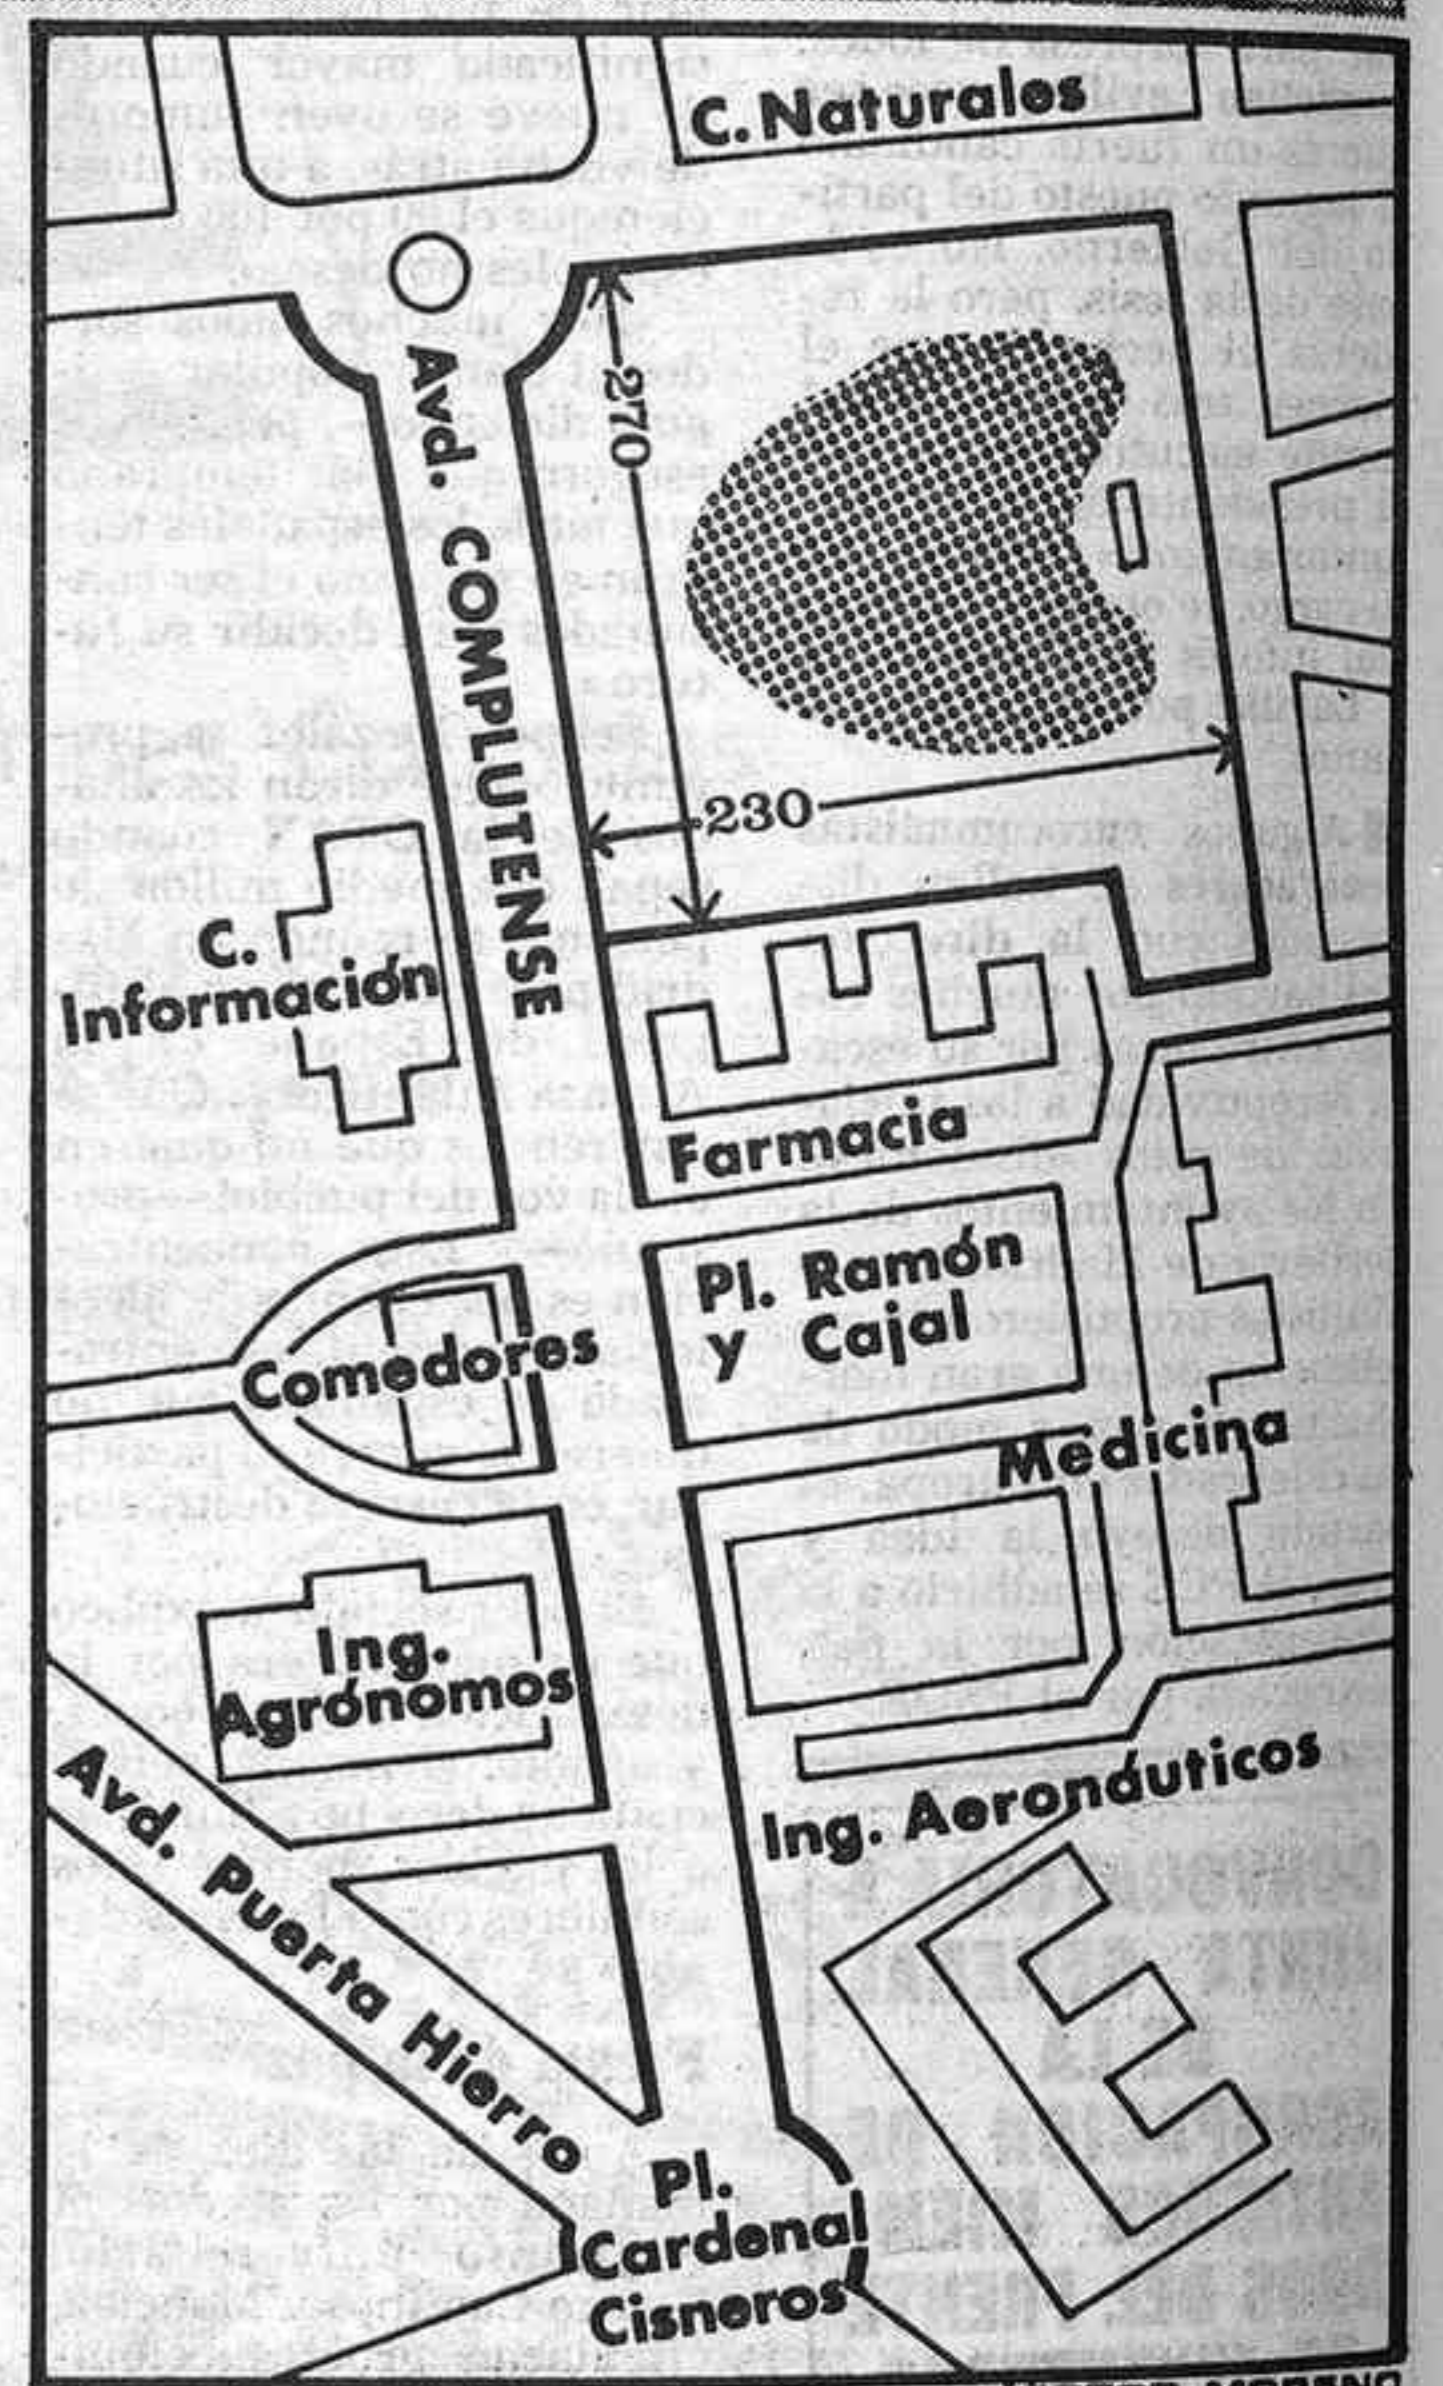 C. Naturales
Avd. COMPLUTENSE
270
230
C.
Información
Farmacia
Pl. Ramón
y Cajal
Comedores
Medicina
Ing.
Agrónomos
Ing. Aeronáuticos
Avd. Puerta Hierro
Pl.
Cardenal
Cisneros
MORENO